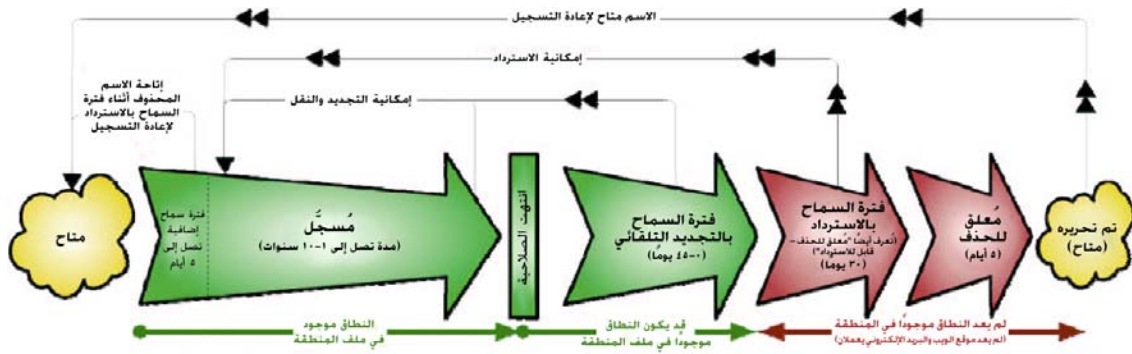 الاسم متاح لإعادة التسجيل
إمكانية الاسترداد
إمكانية التجديد والنقل
إتاحة الاسم
المحذوف أثناء فترة
السماح بالاسترداد
لإعادة التسجيل
متاح
فترة سماح
إضافية
تصل إلى
٥ أيام
مُسجلَّ
(مدة تصل إلى ١-١٠ سنوات)
انتهت الصلاحية
فترة السماح
بالتجديد التلقائي
(٠-٤٥ يومًا)
فترة السماح
بالاسترداد
(تُعرف أيضًا "مُعلق للحذف-
قابل للاسترداد")
(٣٠ يومًا)
مُعلق
للحذف
(٥ أيام)
تم تحريره
(متاح)
النطاق موجود
في ملف المنطقة
قد يكون النطاق
موجودًا في ملف المنطقة
لم يعد النطاق موجودًا في المنطقة
(لم يعد موقع الويب والبريد الإلكتروني يعملان)